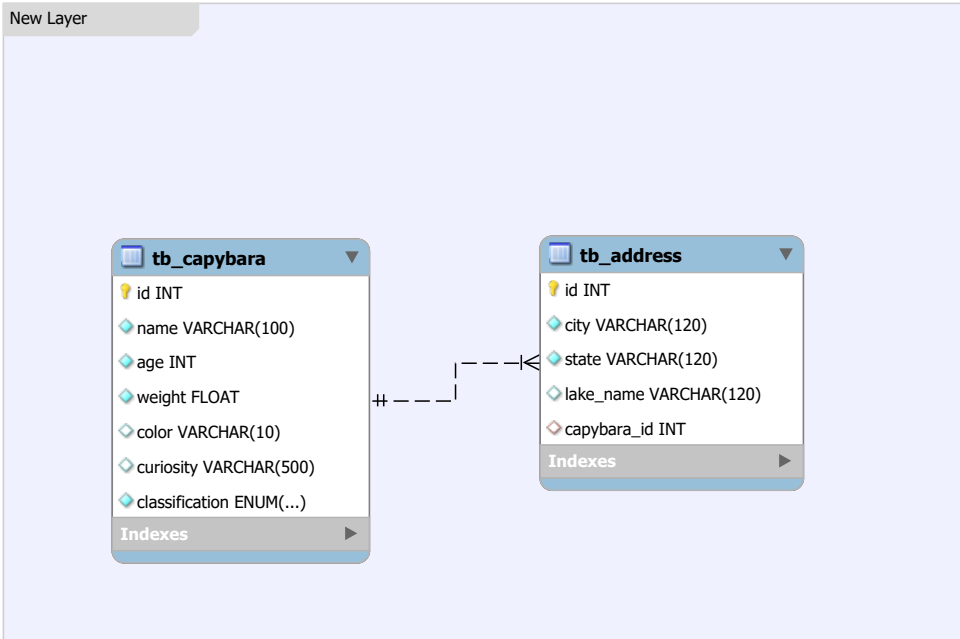 New Layer
tb_capybara
id INT
name VARCHAR(100)
age INT
weight FLOAT
color VARCHAR(10)
curiosity VARCHAR(500)
classification ENUM(...)
Indexes
tb_address
id INT
city VARCHAR(120)
state VARCHAR(120)
lake_name VARCHAR(120)
capybara_id INT
Indexes